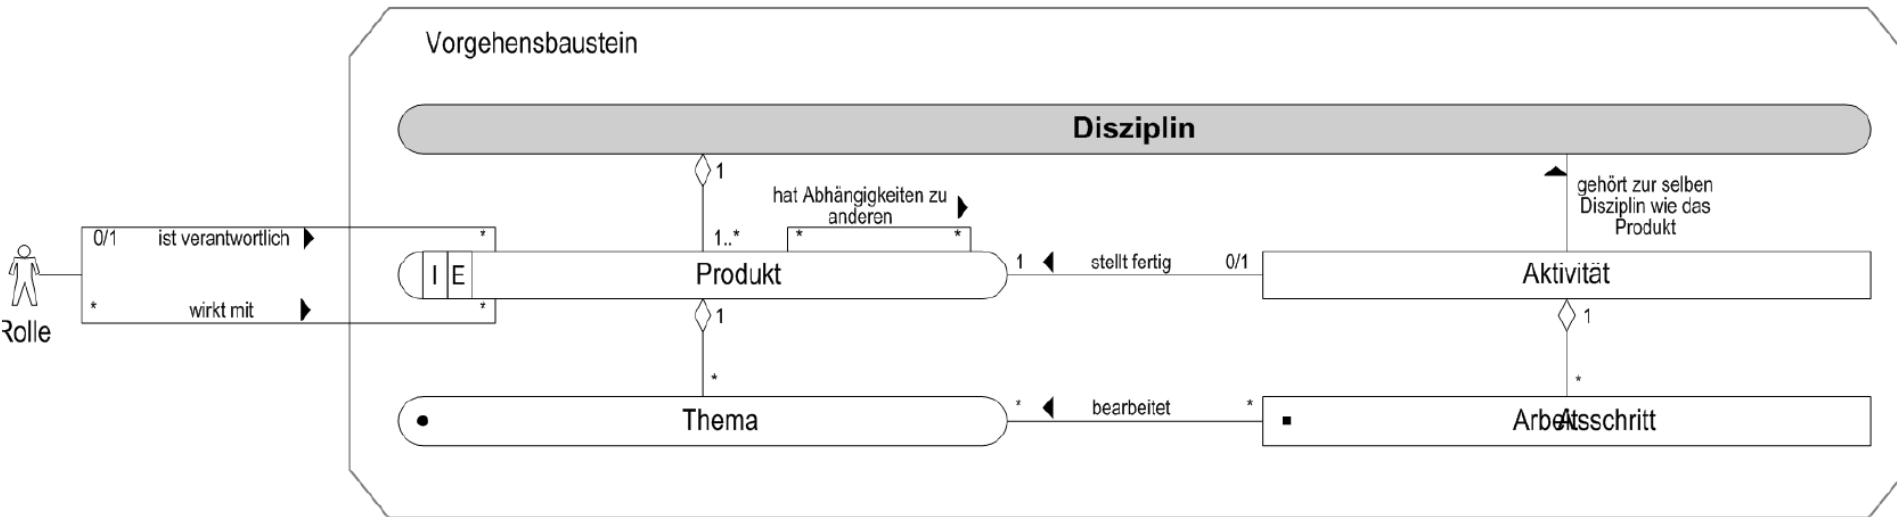 Vorgehensbaustein
Disziplin
1
hat Abhängigkeiten zu
anderen
gehört zur selben
Disziplin wie das
Produkt
0/1 ist verantwortlich *
1..*
* *
I E Produkt
1 stellt fertig 0/1
Aktivität
* wirkt mit *
Rolle
1
1
*
*
Thema
* bearbeitet *
Arbeitsschritt